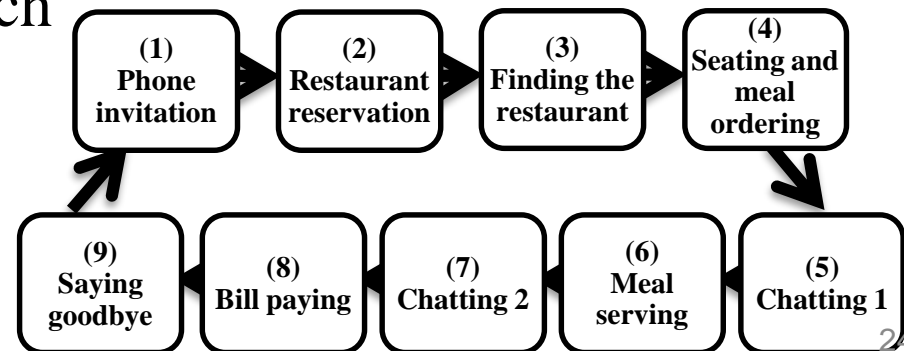 ch
(1)
Phone
invitation
(2)
Restaurant
reservation
(3)
Finding the
restaurant
(4)
Seating and
meal
ordering
(9)
Saying
goodbye
(8)
Bill paying
(7)
Chatting 2
(6)
Meal
serving
(5)
Chatting 1